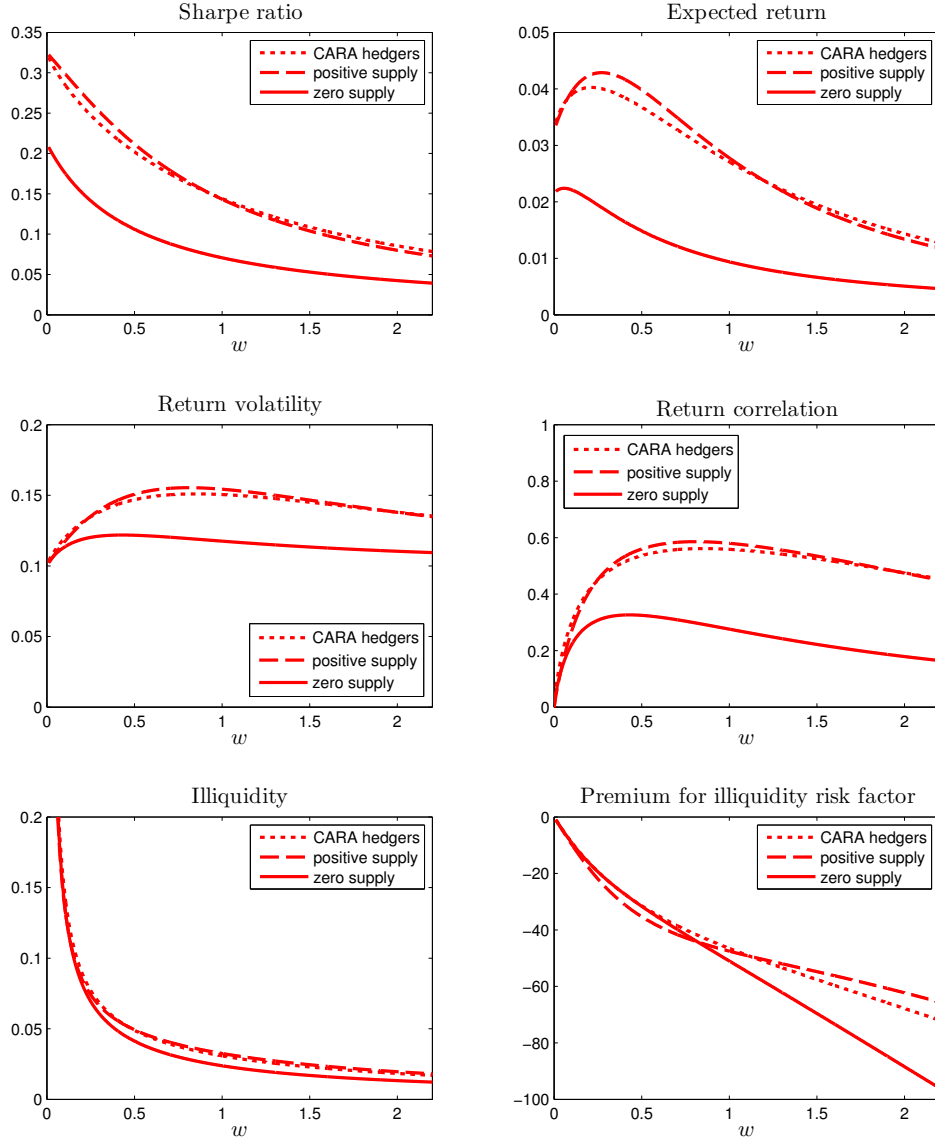 Sharpe ratio
0.35
0.3
0.25
0.2
0.15
0.1
0.05
0
CARA hedgers
positive supply
zero supply
0 0.5 1 1.5 2
w
Expected return
0.05
0.04
0.03
0.02
0.01
0
CARA hedgers
positive supply
zero supply
0 0.5 1 1.5 2
w
Return volatility
0.2
0.15
0.1
0.05
0
CARA hedgers
positive supply
zero supply
0 0.5 1 1.5 2
w
Return correlation
1
0.8
0.6
0.4
0.2
0
CARA hedgers
positive supply
zero supply
0 0.5 1 1.5 2
w
Illiquidity
0.2
0.15
0.1
0.05
0
CARA hedgers
positive supply
zero supply
0 0.5 1 1.5 2
w
Premium for illiquidity risk factor
0
−20
−40
−60
−80
−100
CARA hedgers
positive supply
zero supply
0 0.5 1 1.5 2
w